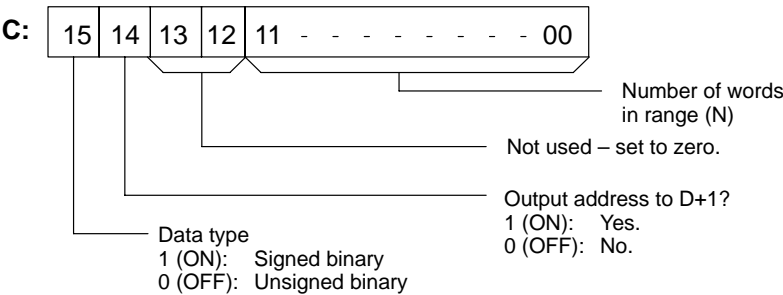 C: 15 14 13 12 11 - - - - - - - - 00
Number of words
in range (N)
Not used – set to zero.
Output address to D+1?
1 (ON): Yes.
0 (OFF): No.
Data type
1 (ON): Signed binary
0 (OFF): Unsigned binary